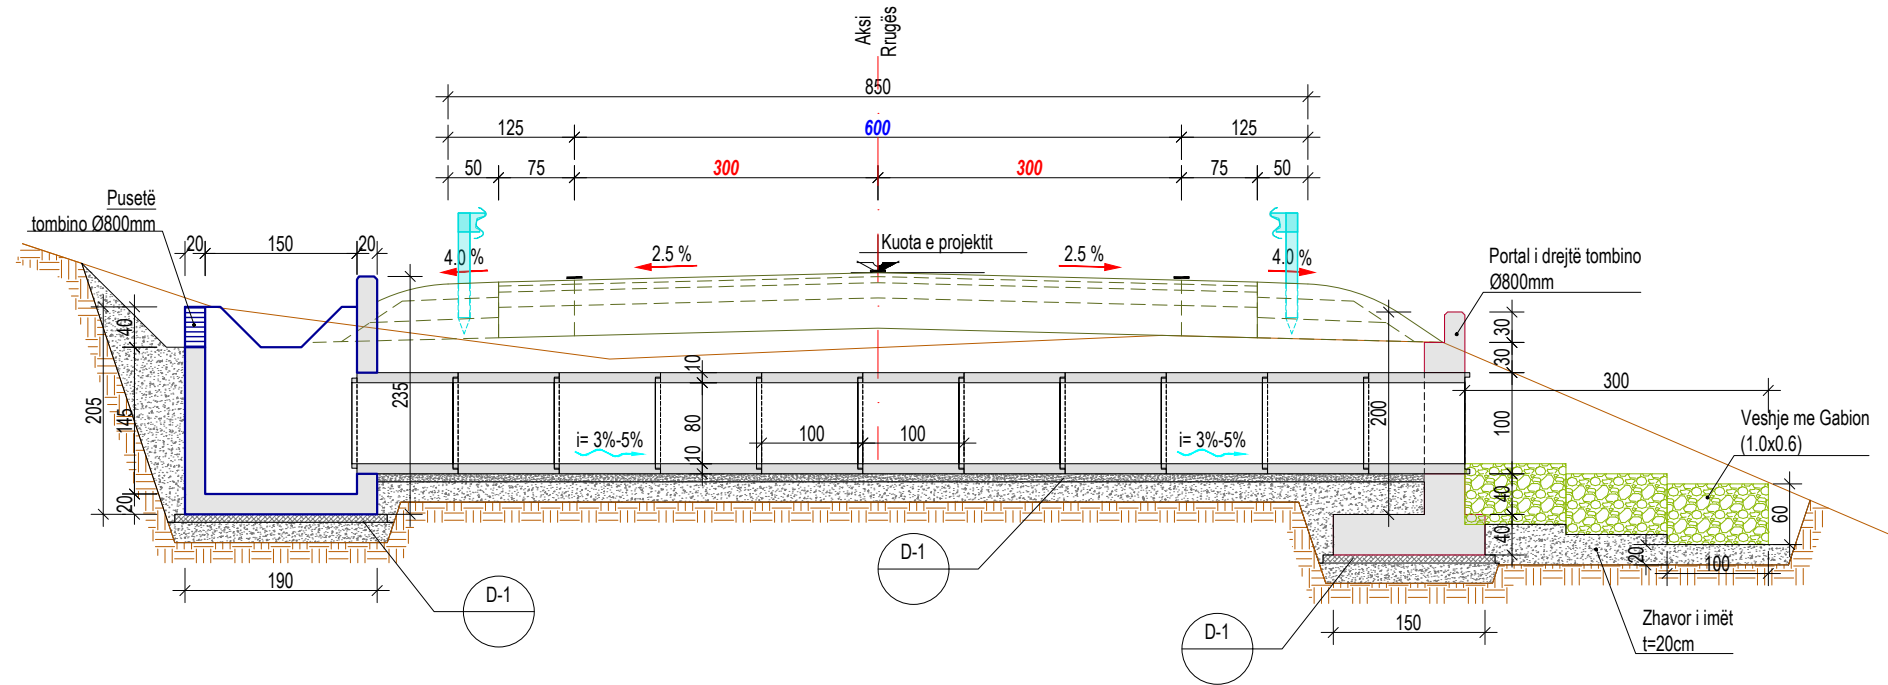 Aksi
Rrugës
850
125
600
125
50
75
300
300
75
50
Pusetë
tombino Ø800mm
20
150
20
4.0 %
2.5 %
Kuota e projektit
2.5 %
4.0 %
Portal i drejtë tombino
Ø800mm
40
205
145
20
235
10
80
10
100
100
i= 3%-5%
i= 3%-5%
200
30
30
100
40
40
300
Veshje me Gabion
(1.0x0.6)
60
20
100
190
D-1
D-1
D-1
150
Zhavor i imët
t=20cm